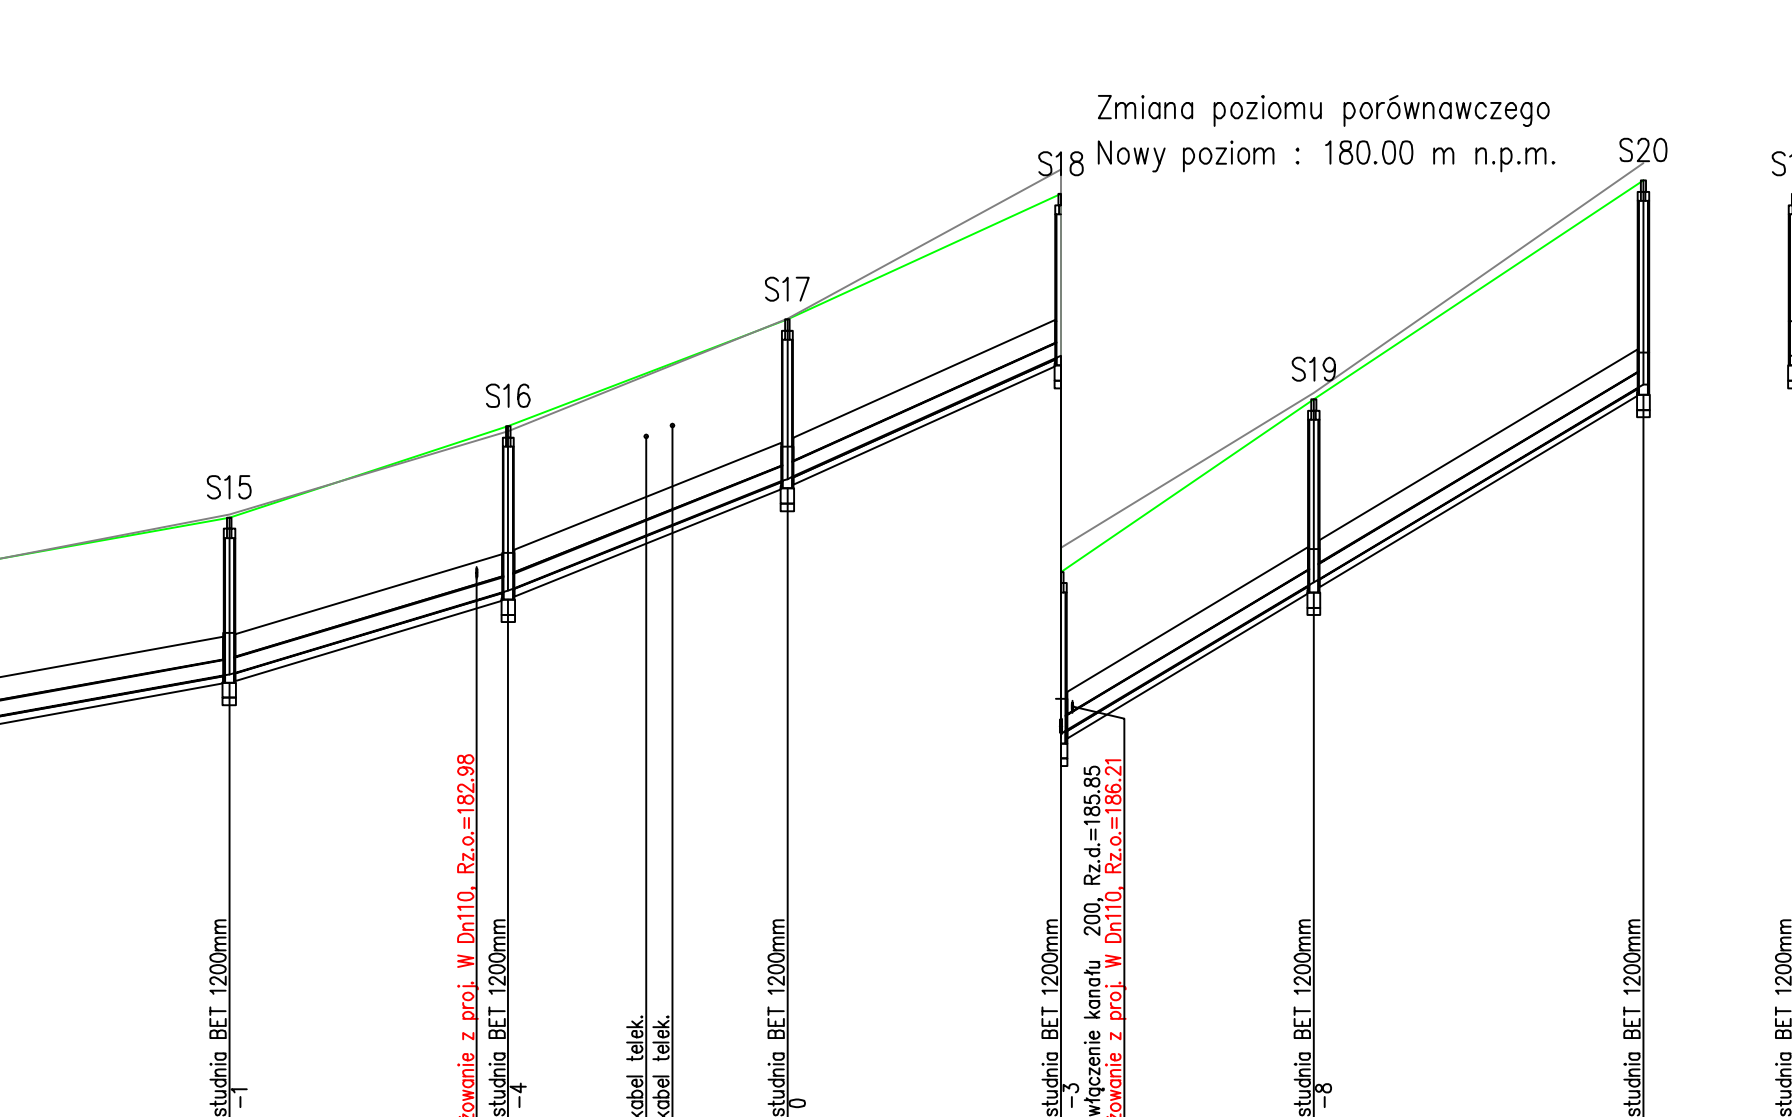 Zmiana poziomu porównawczego
Nowy poziom : 180.00 m n.p.m.
S15
S16
S17
S18
S19
S20
studnia BET 1200mm
-1
z proj. W Dn110, Rz.o.=182.98
studnia BET 1200mm
-4
kabel telek.
kabel telek.
studnia BET 1200mm
0
studnia BET 1200mm
-3
włączenie kanału 200, Rz.d.=185.85
z proj. W Dn110, Rz.o.=186.21
studnia BET 1200mm
-8
studnia BET 1200mm
studnia BET 1200mm